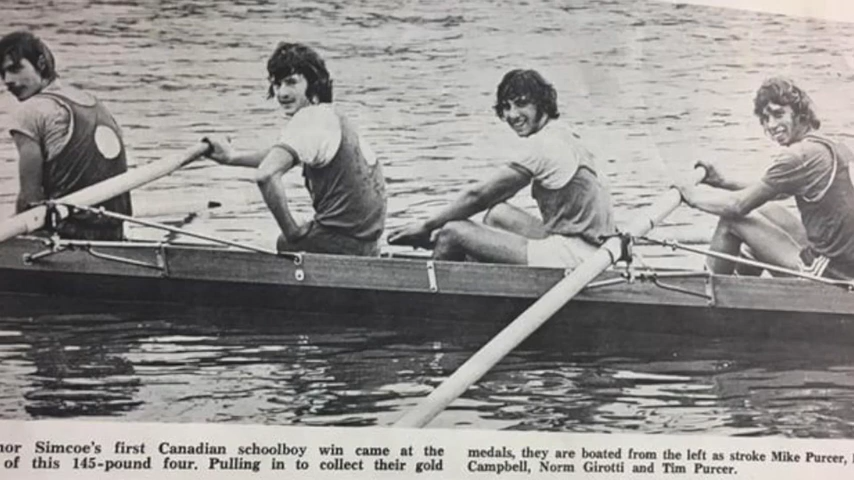 nor Simcoe's first Canadian schoolboy win came at the
of this 145-pound four. Pulling in to collect their gold
medals, they are boated from the left as stroke Mike Purcer,
Campbell, Norm Girotti and Tim Purcer.